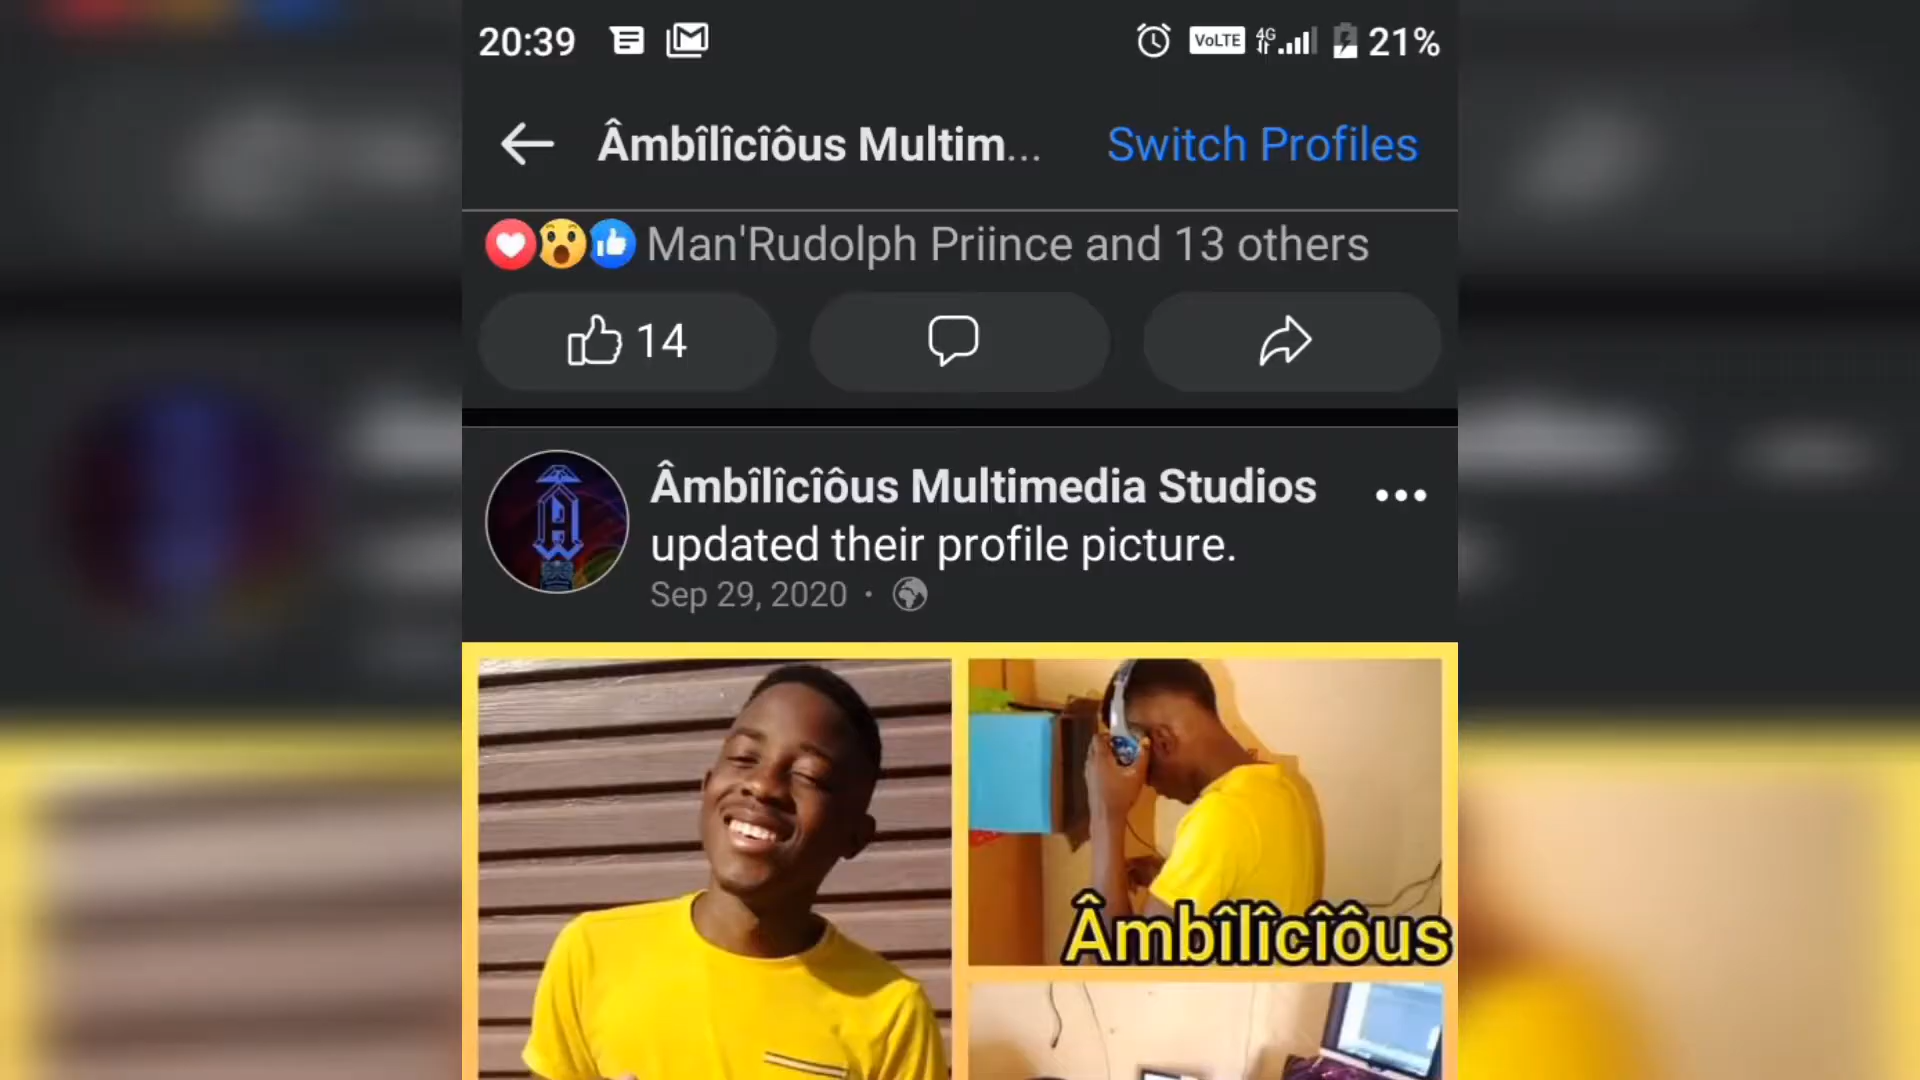 20:39 VoLTE 4G 21%
Âmbîlîcîôus Multim... Switch Profiles
Man'Rudolph Priince and 13 others
14
Âmbîlîcîôus Multimedia Studios
updated their profile picture.
Sep 29, 2020 ·
Âmbîlîcîôus